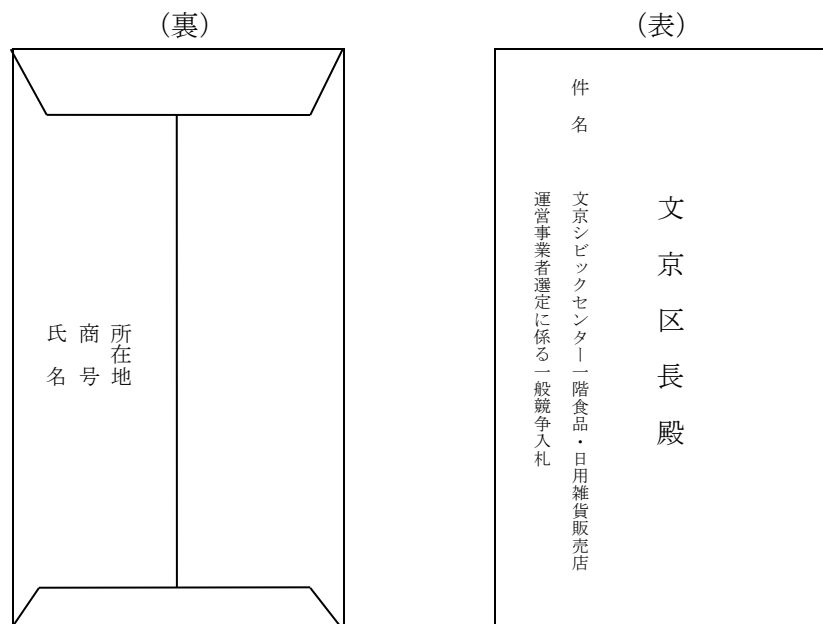 （裏）
所在地
商号
氏名
（表）
文京区長殿
件名　文京シビックセンター一階食品・日用雑貨販売店
運営事業者選定に係る一般競争入札